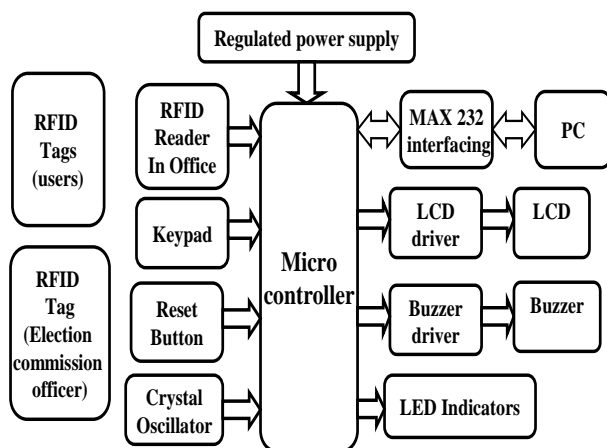 Regulated power supply
RFID
Tags
(users)
RFID
Reader
In Office
MAX 232
interfacing
PC
Keypad
LCD
driver
LCD
RFID
Tag
(Election
commission
officer)
Micro
controller
Reset
Button
Buzzer
driver
Buzzer
Crystal
Oscillator
LED Indicators